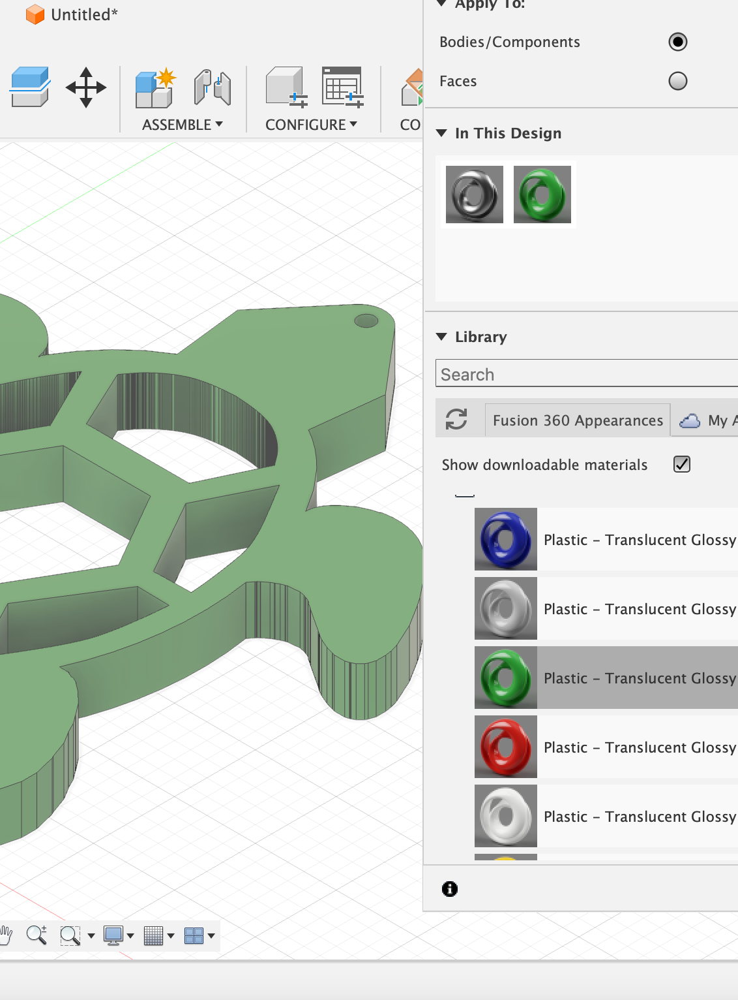 Untitled*
Apply To:
Bodies/Components
Faces
ASSEMBLE
CONFIGURE
CO
In This Design
Library
Search
Fusion 360 Appearances
My A
Show downloadable materials
Plastic - Translucent Glossy
Plastic - Translucent Glossy
Plastic - Translucent Glossy
Plastic - Translucent Glossy
Plastic - Translucent Glossy